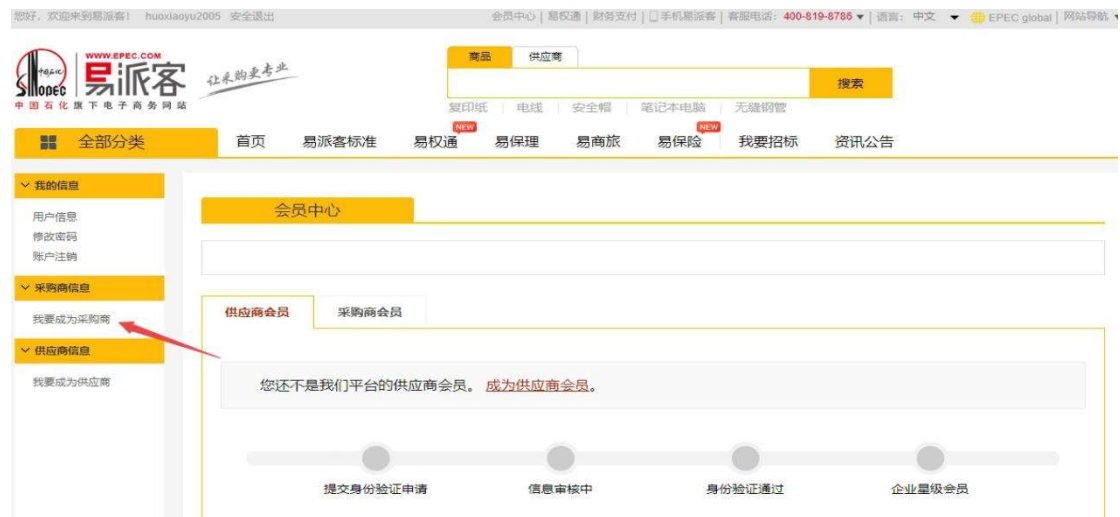 您好，欢迎来到易派客！ huoxiaoyu2005 安全退出 会员中心 | 易权通 | 财务支付 | 手机易派客 | 客服电话：400-819-8786 ▼ | 语言： 中文 ▼ EPEC global | 网站导航 ▼
WWW.EPEC.COM
SINOPEC 易派客 让采购更专业
中国石化旗下电子商务网站
商品 供应商
搜索
复印纸 | 电线 | 安全帽 | 笔记本电脑 | 无缝钢管
NEW NEW
全部分类 首页 易派客标准 易权通 易保理 易商旅 易保险 我要招标 资讯公告
我的信息
用户信息
修改密码
账户注销
采购商信息
我要成为采购商
供应商信息
我要成为供应商
会员中心
供应商会员 采购商会员
您还不是我们平台的供应商会员。 成为供应商会员。
提交身份验证申请 信息审核中 身份验证通过 企业星级会员